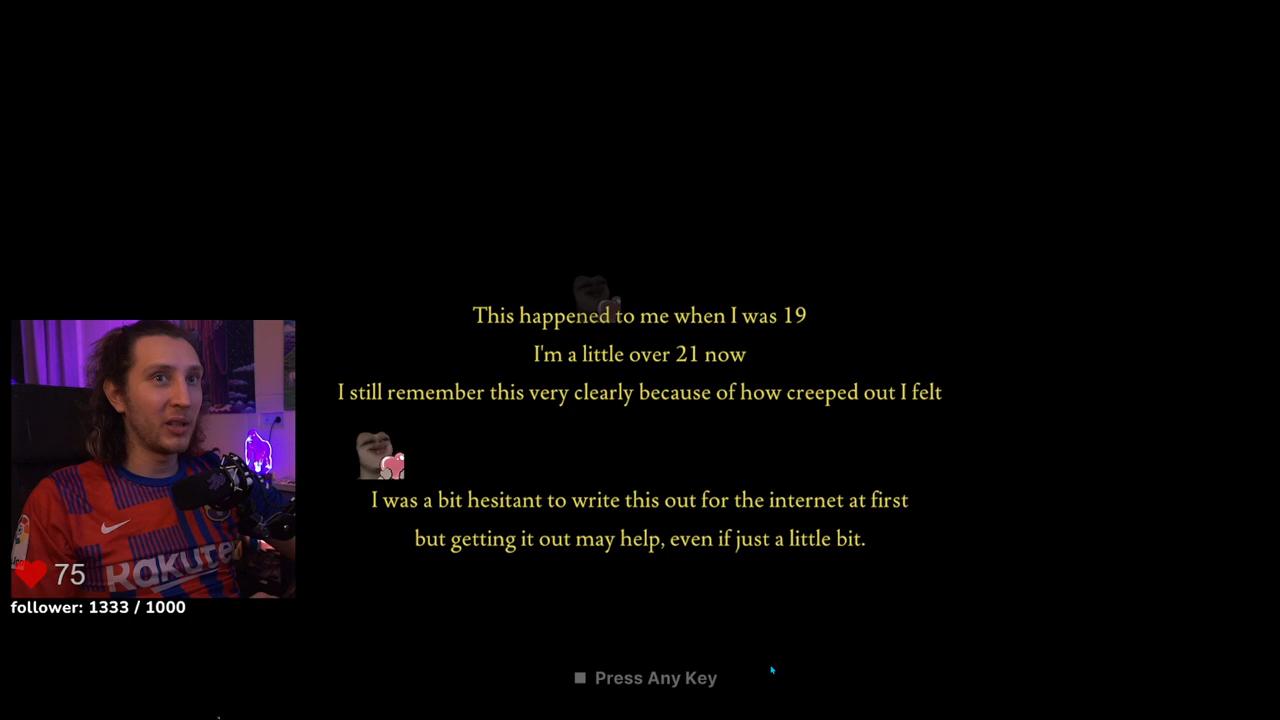 This happened to me when I was 19
I'm a little over 21 now
I still remember this very clearly because of how creeped out I felt
I was a bit hesitant to write this out for the internet at first
but getting it out may help, even if just a little bit.
Rakuten
75
follower: 1333 / 1000
Press Any Key